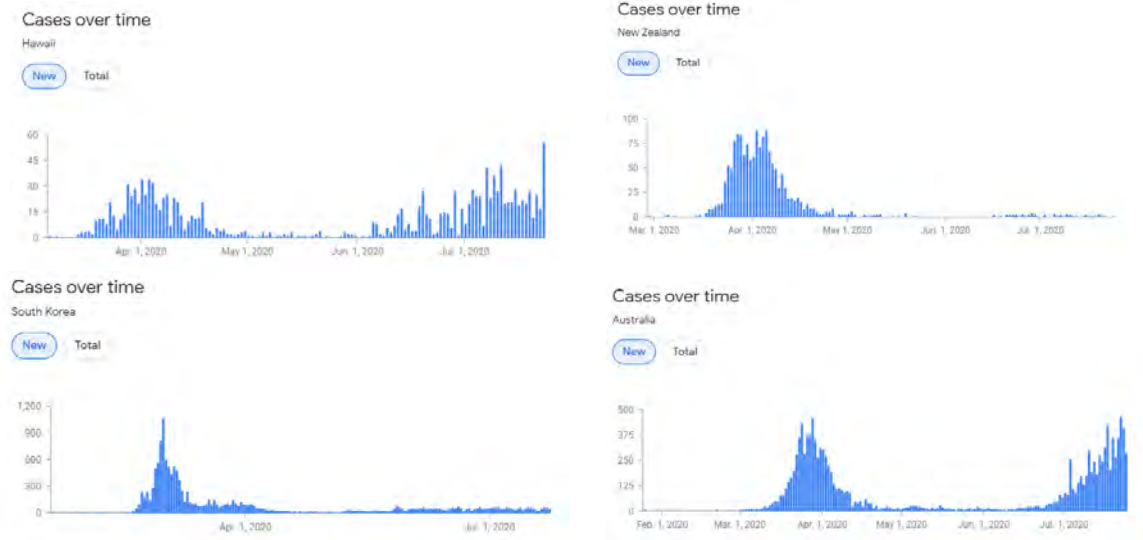 Cases over time
Hawaii
New Total
60
45
30
15
0
Apr. 1, 2020 May 1, 2020 Jun. 1, 2020 Jul. 1, 2020
Cases over time
New Zealand
New Total
100
75
50
25
0
Mar. 1, 2020 Apr. 1, 2020 May 1, 2020 Jun. 1, 2020 Jul. 1, 2020
Cases over time
South Korea
New Total
1,200
900
600
300
0
Apr. 1, 2020 Jul. 1, 2020
Cases over time
Australia
New Total
500
375
250
125
0
Feb. 1, 2020 Mar. 1, 2020 Apr. 1, 2020 May 1, 2020 Jun. 1, 2020 Jul. 1, 2020